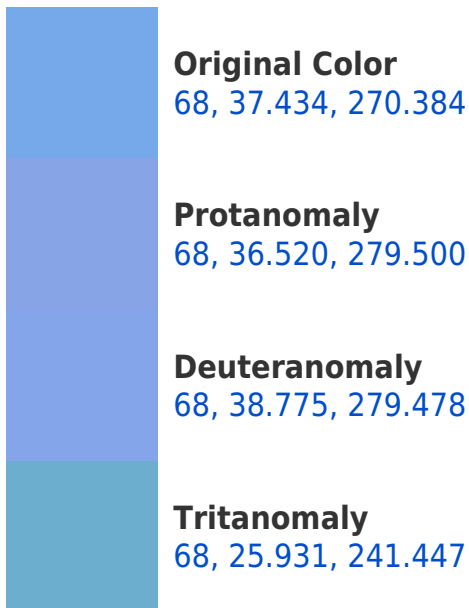 Original Color
68, 37.434, 270.384
Protanomaly
68, 36.520, 279.500
Deuteranomaly
68, 38.775, 279.478
Tritanomaly
68, 25.931, 241.447